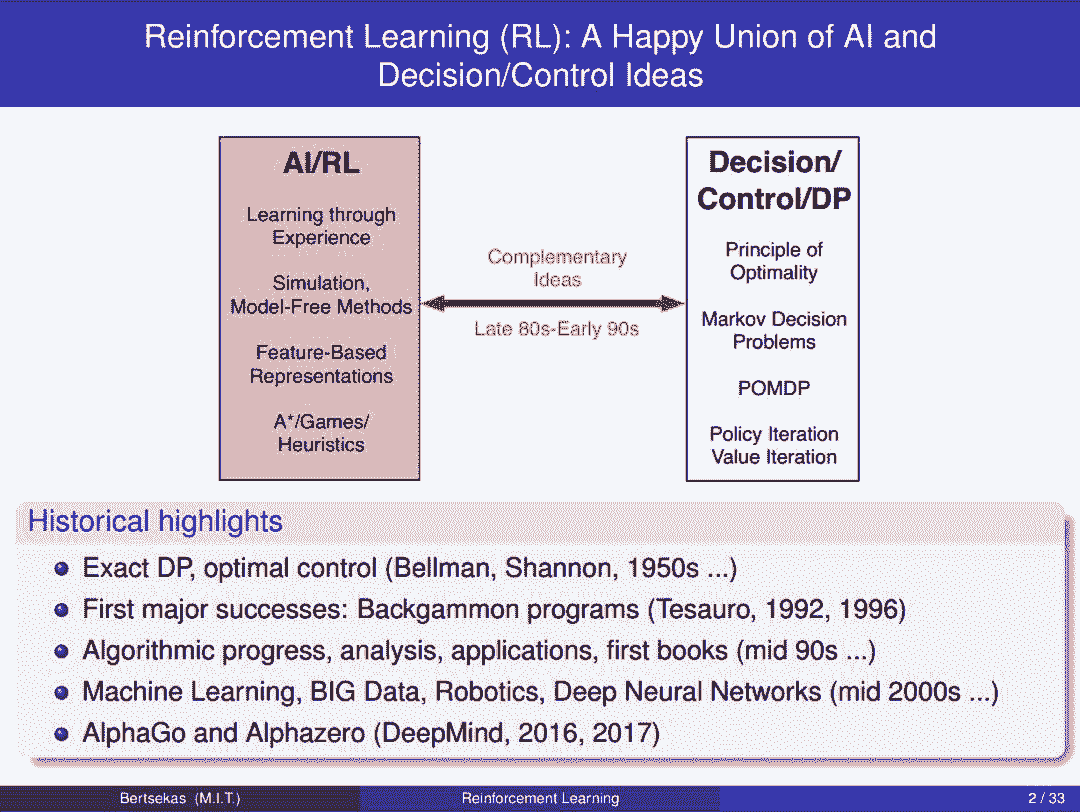 Reinforcement Learning (RL): A Happy Union of AI and
Decision/Control Ideas
AI/RL
Learning through
Experience
Simulation,
Model-Free Methods
Feature-Based
Representations
A*/Games/
Heuristics
Complementary
Ideas
Late 80s-Early 90s
Decision/
Control/DP
Principle of
Optimality
Markov Decision
Problems
POMDP
Policy Iteration
Value Iteration
Historical highlights
Exact DP, optimal control (Bellman, Shannon, 1950s ...)
First major successes: Backgammon programs (Tesauro, 1992, 1996)
Algorithmic progress, analysis, applications, first books (mid 90s ...)
Machine Learning, BIG Data, Robotics, Deep Neural Networks (mid 2000s ...)
AlphaGo and Alphazero (DeepMind, 2016, 2017)
Bertsekas (M.I.T.)
Reinforcement Learning
2 / 33